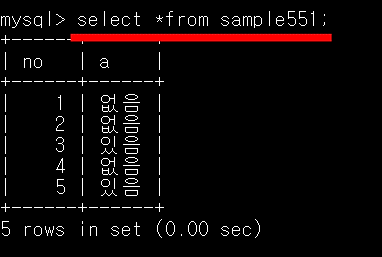 mysql> select *from sample551;
+------+------+
| no   | a    |
+------+------+
|    1 | 없음 |
|    2 | 없음 |
|    3 | 있음 |
|    4 | 없음 |
|    5 | 있음 |
+------+------+
5 rows in set (0.00 sec)